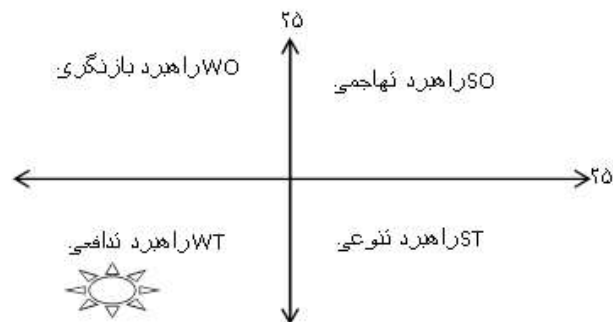 ۲۵
SOراهبرد تهاجمی
WOراهبرد بازنگری
۲۵
STراهبرد تنوعی
WTراهبرد تدافعی